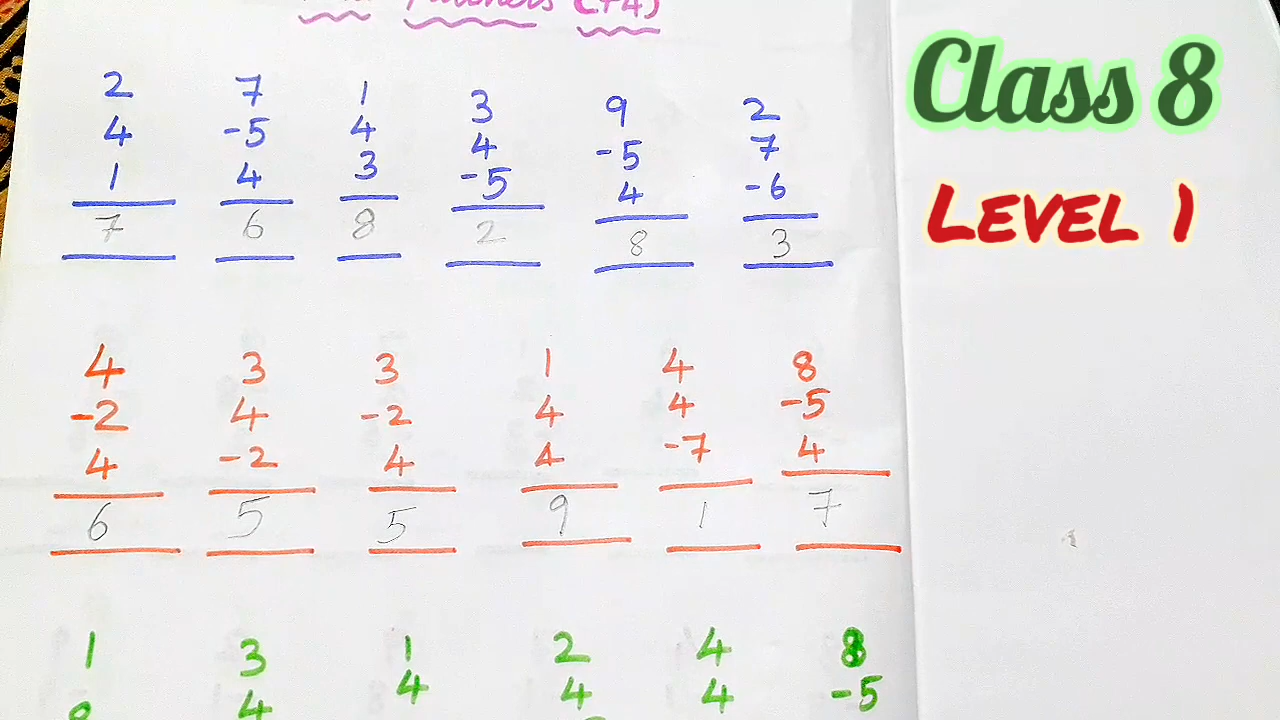 (+4)
Class 8
Level 1
2 7 1 3 9 2
4 -5 4 4 -5 7
1 4 3 -5 4 -6
7 6 8 2 8 3
4 3 3 1 4 8
-2 4 -2 4 4 -5
4 -2 4 4 -7 4
6 5 5 9 1 7
1 3 1 2 4 8
4 4 4 4 -5